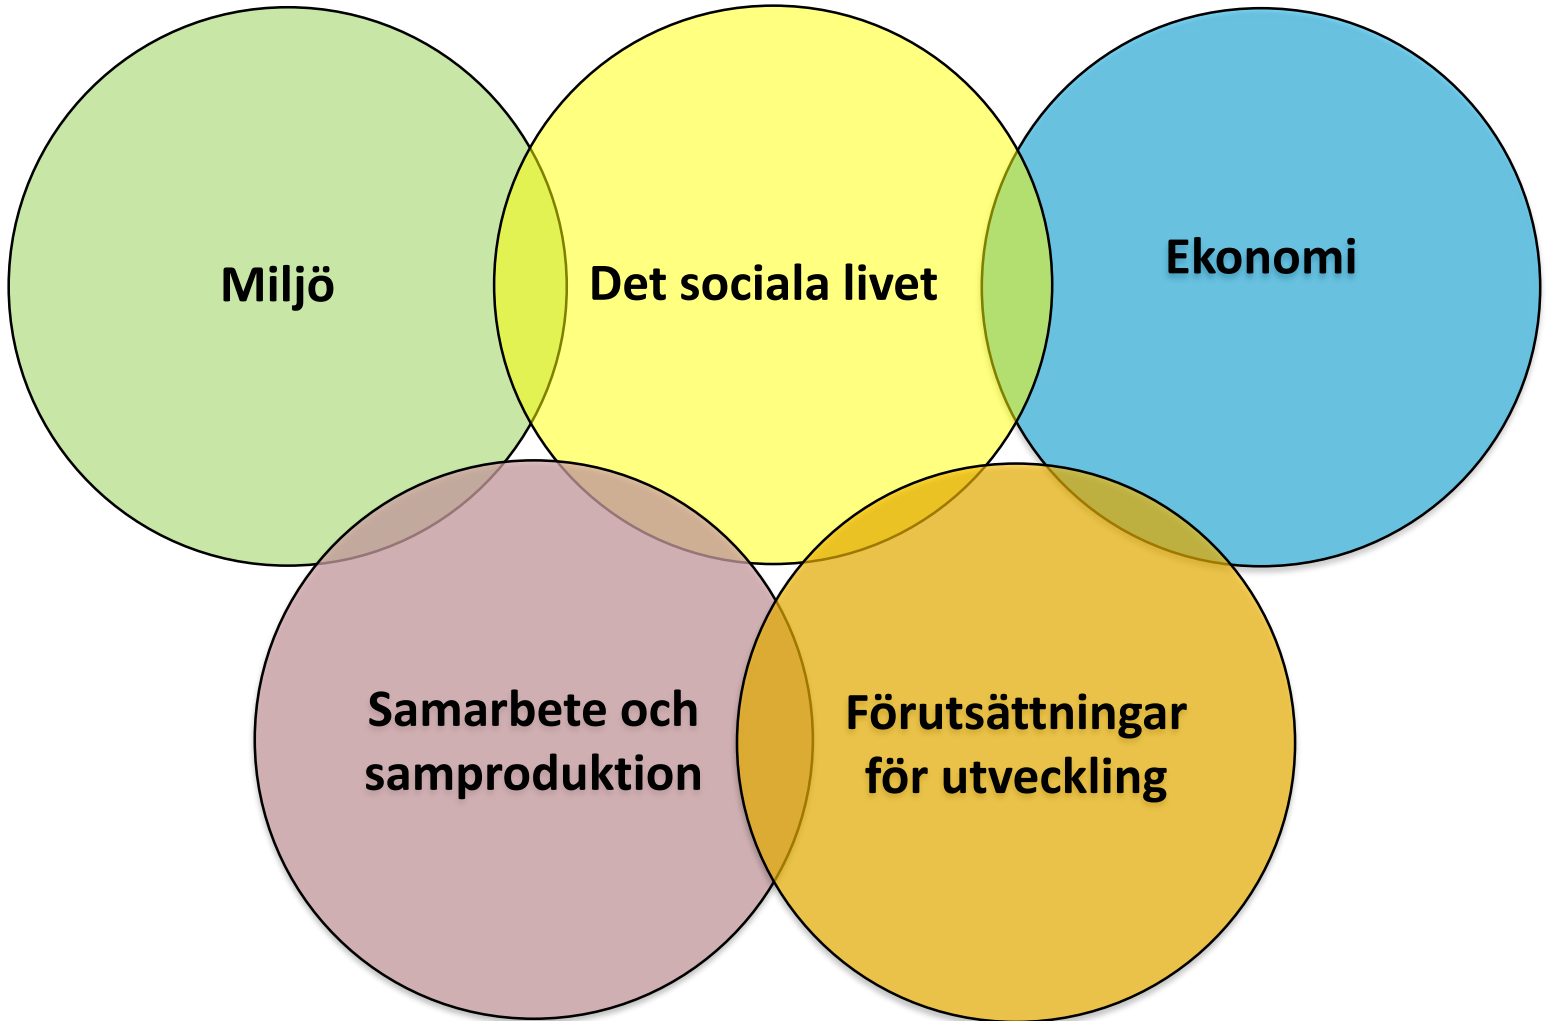 Miljö
Det sociala livet
Ekonomi
Samarbete och
samproduktion
Förutsättningar
för utveckling